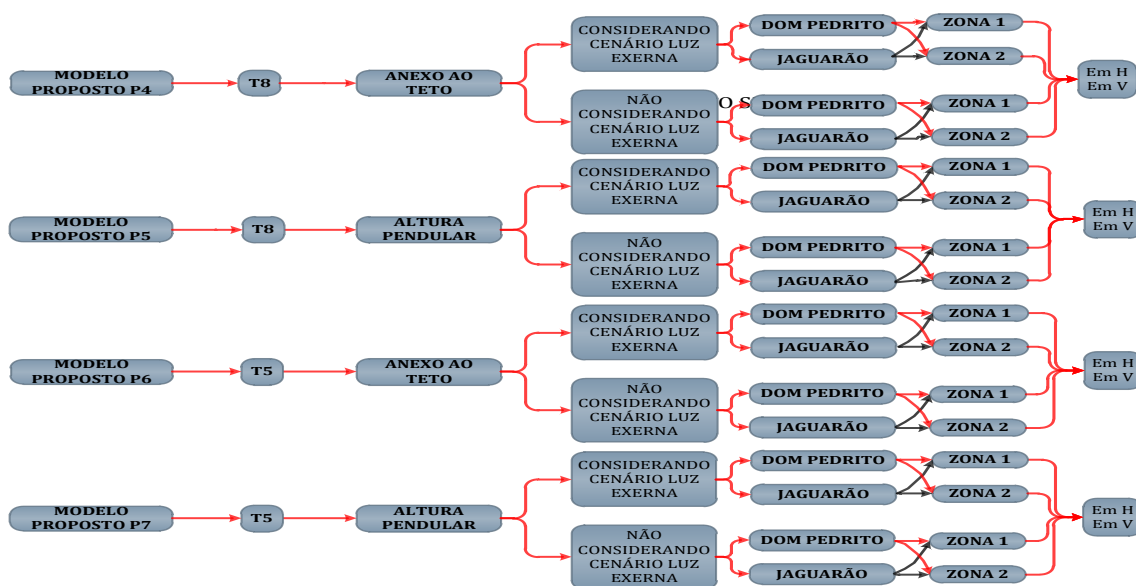 MODELO
PROPOSTO P4
T8
ANEXO AO
TETO
CONSIDERANDO
CENÁRIO LUZ
EXERNA
DOM PEDRITO
JAGUARÃO
ZONA 1
ZONA 2
NÃO
CONSIDERANDO
CENÁRIO LUZ
EXERNA
O S
DOM PEDRITO
JAGUARÃO
ZONA 1
ZONA 2
Em H
Em V
MODELO
PROPOSTO P5
T8
ALTURA
PENDULAR
CONSIDERANDO
CENÁRIO LUZ
EXERNA
DOM PEDRITO
JAGUARÃO
ZONA 1
ZONA 2
NÃO
CONSIDERANDO
CENÁRIO LUZ
EXERNA
DOM PEDRITO
JAGUARÃO
ZONA 1
ZONA 2
Em H
Em V
MODELO
PROPOSTO P6
T5
ANEXO AO
TETO
CONSIDERANDO
CENÁRIO LUZ
EXERNA
DOM PEDRITO
JAGUARÃO
ZONA 1
ZONA 2
NÃO
CONSIDERANDO
CENÁRIO LUZ
EXERNA
DOM PEDRITO
JAGUARÃO
ZONA 1
ZONA 2
Em H
Em V
MODELO
PROPOSTO P7
T5
ALTURA
PENDULAR
CONSIDERANDO
CENÁRIO LUZ
EXERNA
DOM PEDRITO
JAGUARÃO
ZONA 1
ZONA 2
NÃO
CONSIDERANDO
CENÁRIO LUZ
EXERNA
DOM PEDRITO
JAGUARÃO
ZONA 1
ZONA 2
Em H
Em V